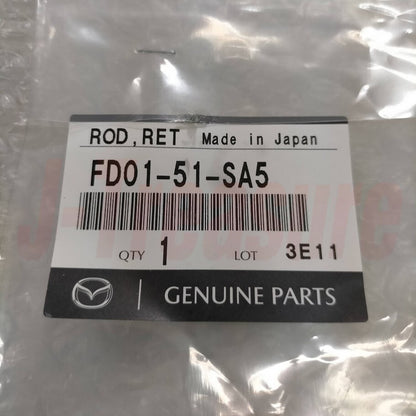 ROD, RET Made in Japan
FD01-51-SA5
QTY 1 LOT 3E11
GENUINE PARTS